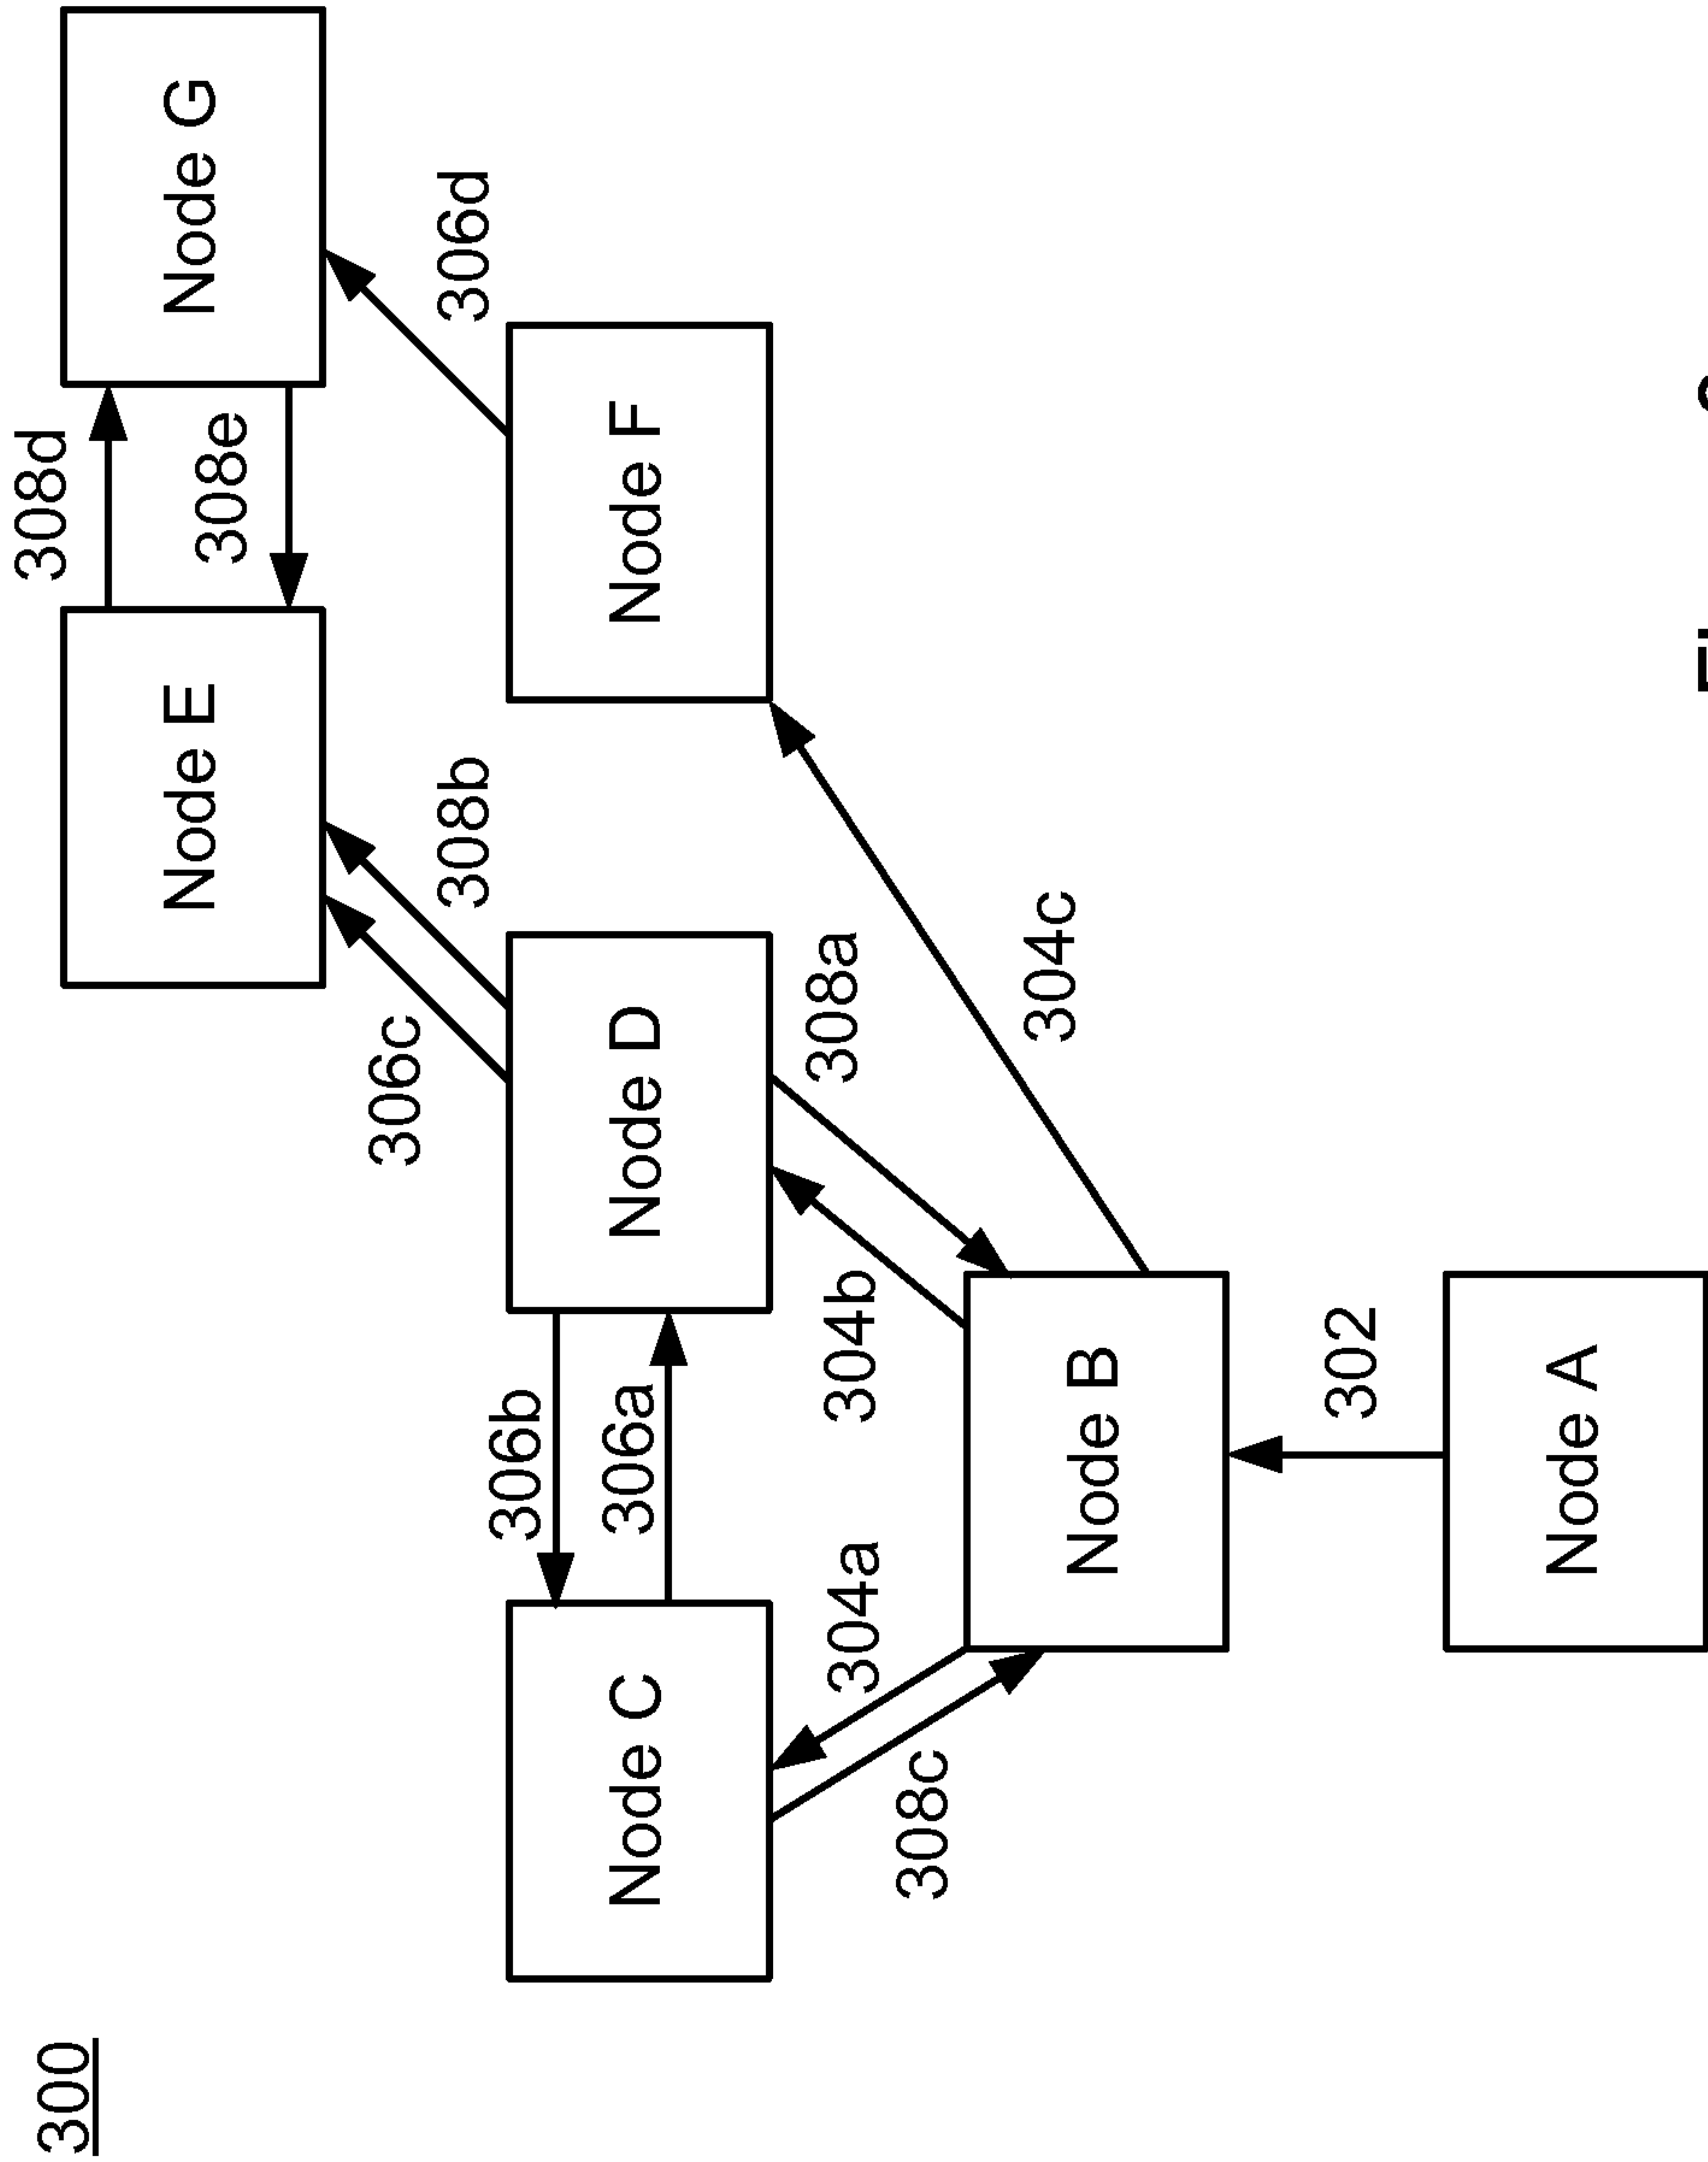 300
308d
Node E
Node G
308e
306c
308b
306d
306b
306a
Node C
Node D
Node F
308a
304a
304b
308c
304c
Node B
302
Node A